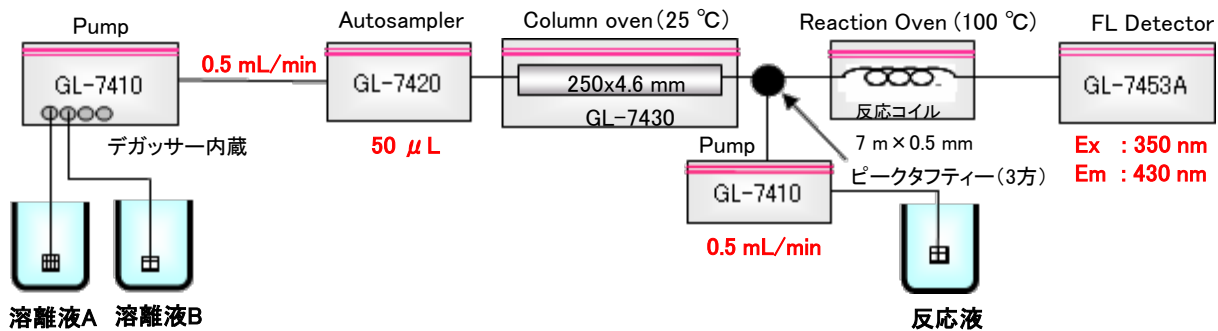 Pump
Autosampler
Column oven (25 ℃)
Reaction Oven (100 ℃)
FL Detector
GL-7410
0.5 mL/min
GL-7420
250x4.6 mm
GL-7430
反応コイル
GL-7453A
デガッサー内蔵
50 μL
Pump
7 m×0.5 mm
Ex : 350 nm
ピークタフティー(3方)
Em : 430 nm
GL-7410
0.5 mL/min
溶離液A
溶離液B
反応液